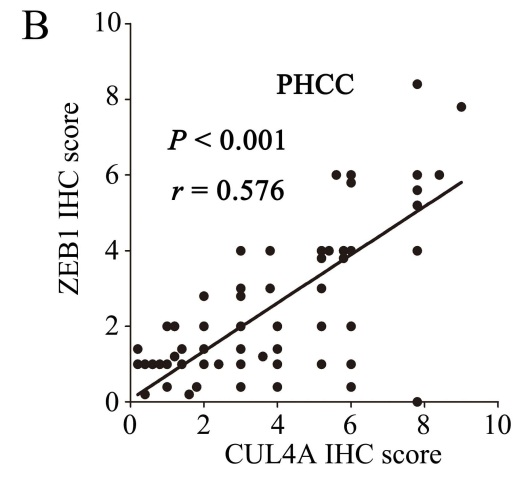 B
10
8
6
4
2
0
ZEB1 IHC score
PHCC
P < 0.001
r = 0.576
0 2 4 6 8 10
CUL4A IHC score